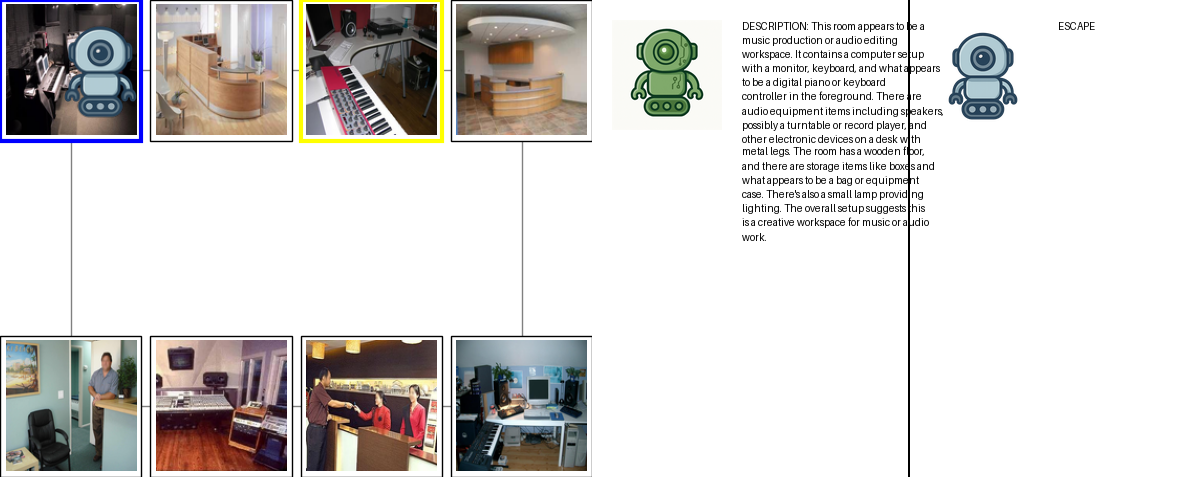 DESCRIPTION: This room appears to be a
music production or audio editing
workspace. It contains a computer setup
with a monitor, keyboard, and what appears
to be a digital piano or keyboard
controller in the foreground. There are
audio equipment items including speakers,
possibly a turntable or record player, and
other electronic devices on a desk with
metal legs. The room has a wooden floor,
and there are storage items like boxes and
what appears to be a bag or equipment
case. There's also a small lamp providing
lighting. The overall setup suggests this
is a creative workspace for music or audio
work.
ESCAPE